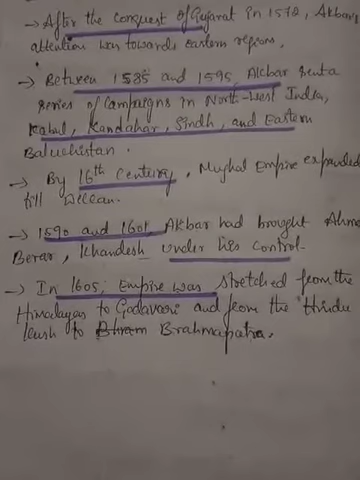 → After the conquest of Gujarat in 1572, Akbar
attention was towards eastern regions.
→ Between 1585 and 1595, Akbar sent a
series of campaigns in North-West India,
Kabul, Kandahar, Sindh, and Eastern
Baluchistan.
→ By 16th Century, Mughal Empire expanded
till Deccan.
→ 1590 and 1601, Akbar had brought Ahme
Berar, Khandesh under his control.
→ In 1605, Empire was stretched from the
Himalayas to Godavari and from the Hindu
kush to Brahmaputra.